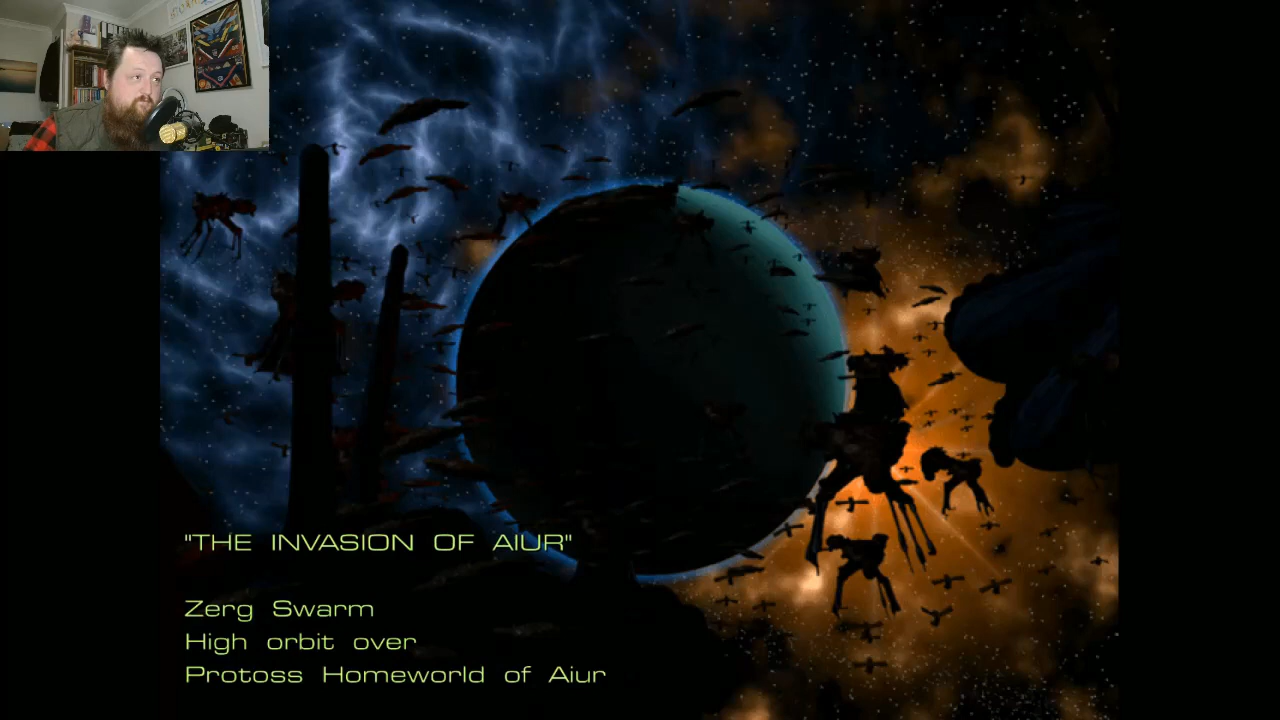 "THE INVASION OF AIUR"
Zerg Swarm
High orbit over
Protoss Homeworld of Aiur